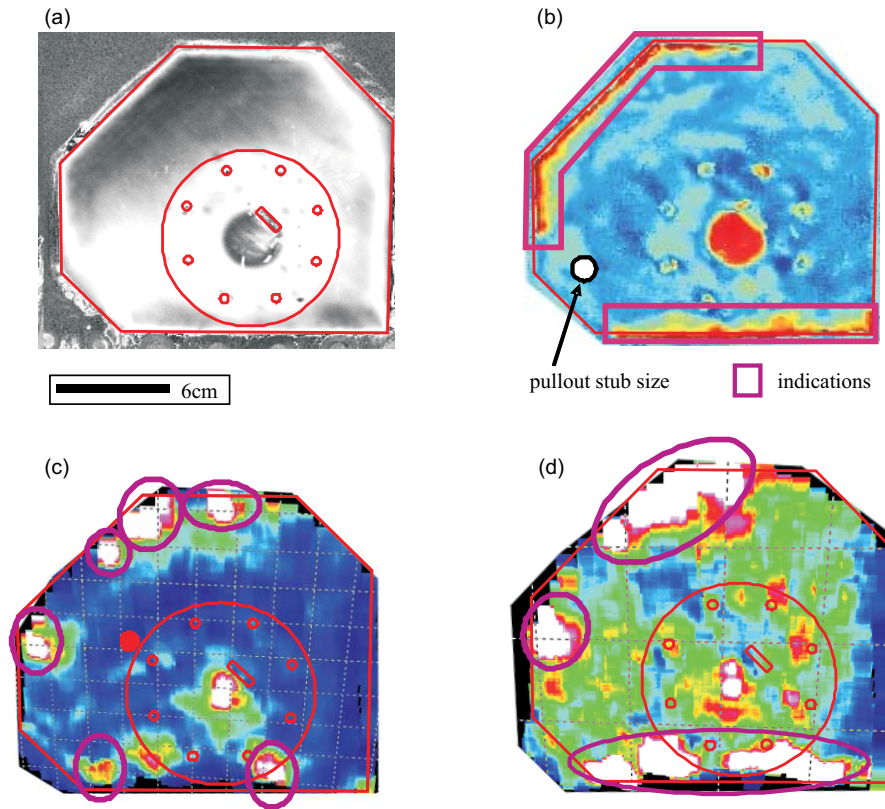 (a)
(b)
6cm
pullout stub size
indications
(c)
(d)